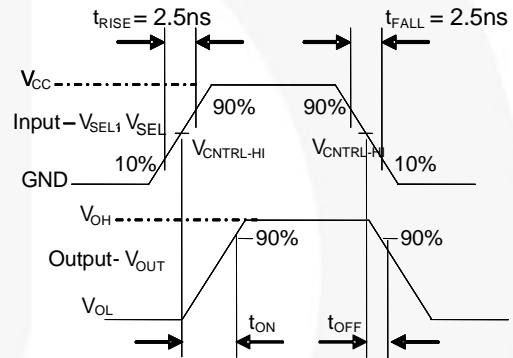 tRISE = 2.5ns
tFALL = 2.5ns
VCC
90%
90%
Input – VSEL1, VSEL
VCNTRL-HI
VCNTRL-HI
10%
10%
GND
VOH
90%
90%
Output- VOUT
VOL
tON
tOFF